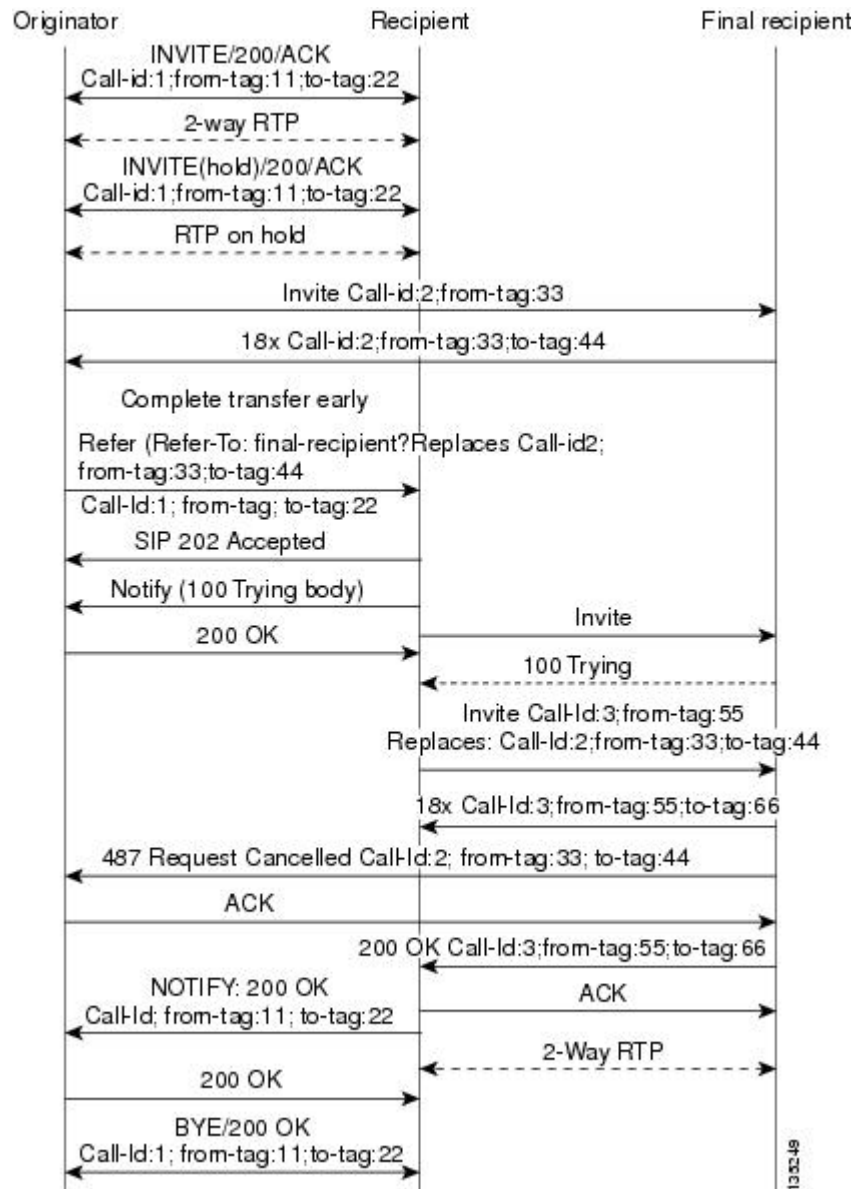 Originator
Recipient
Final recipient
INVITE/200/ACK
Call-id:1;from-tag:11;to-tag:22
2-way RTP
INVITE(hold)/200/ACK
Call-id:1;from-tag:11;to-tag:22
RTP on hold
Invite Call-id:2;from-tag:33
18x Call-id:2;from-tag:33;to-tag:44
Complete transfer early
Refer (Refer-To: final-recipient?Replaces Call-id2;
from-tag:33;to-tag:44
Call-Id:1; from-tag; to-tag:22
SIP 202 Accepted
Notify (100 Trying body)
Invite
200 OK
100 Trying
Invite Call-Id:3;from-tag:55
Replaces: Call-Id:2;from-tag:33;to-tag:44
18x Call-Id:3;from-tag:55;to-tag:66
487 Request Cancelled Call-Id:2; from-tag:33; to-tag:44
ACK
200 OK Call-Id:3;from-tag:55;to-tag:66
NOTIFY: 200 OK
Call-Id; from-tag:11; to-tag:22
ACK
2-Way RTP
200 OK
BYE/200 OK
Call-Id:1; from-tag:11;to-tag:22
135249